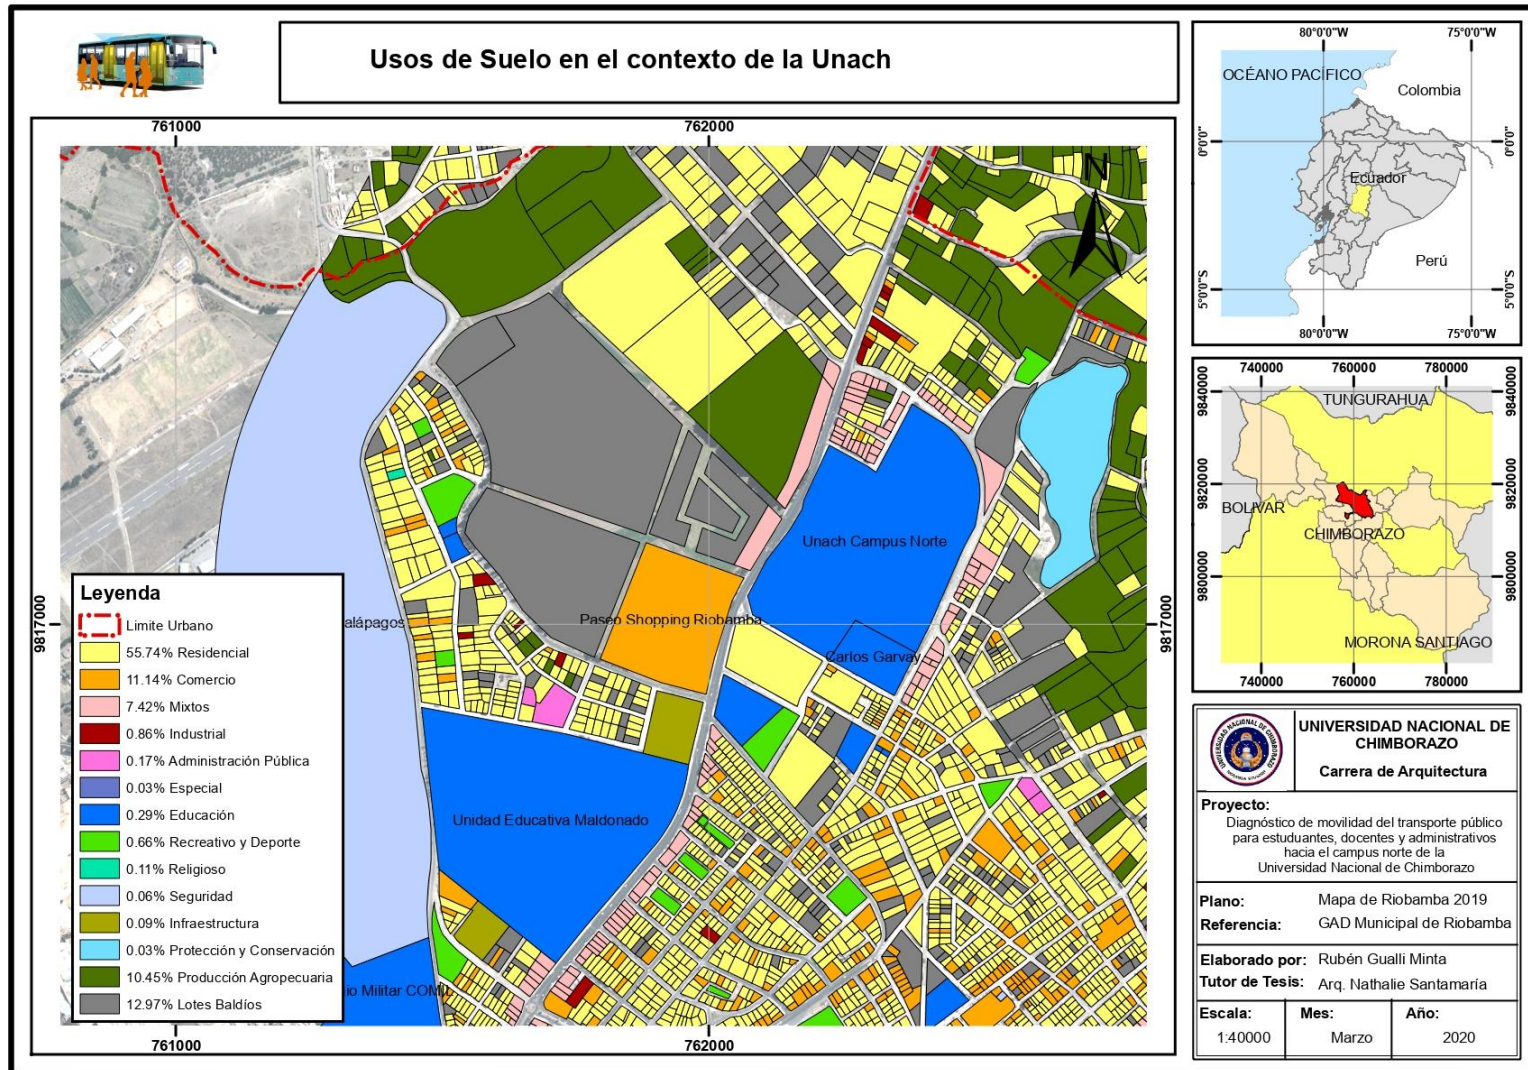 Usos de Suelo en el contexto de la Unach
761000
762000
9817000
9817000
761000
762000
N
Unach Campus Norte
Paseo Shopping Riobamba
Carlos Garvay
alápagos
Unidad Educativa Maldonado
io Militar COMIL
Leyenda
Limite Urbano
55.74% Residencial
11.14% Comercio
7.42% Mixtos
0.86% Industrial
0.17% Administración Pública
0.03% Especial
0.29% Educación
0.66% Recreativo y Deporte
0.11% Religioso
0.06% Seguridad
0.09% Infraestructura
0.03% Protección y Conservación
10.45% Producción Agropecuaria
12.97% Lotes Baldíos
80°0'0"W
75°0'0"W
OCÉANO PACÍFICO
Colombia
0°0'0"
0°0'0"
Ecuador
Perú
5°0'0"S
5°0'0"S
80°0'0"W
75°0'0"W
740000
760000
780000
9840000
9840000
TUNGURAHUA
9820000
9820000
BOLIVAR
CHIMBORAZO
9800000
9800000
MORONA SANTIAGO
740000
760000
780000
UNIVERSIDAD NACIONAL DE CHIMBORAZO
UNIVERSIDAD NACIONAL DE
CHIMBORAZO
Carrera de Arquitectura
Proyecto:
Diagnóstico de movilidad del transporte público
para estuduantes, docentes y administrativos
hacia el campus norte de la
Universidad Nacional de Chimborazo
Plano: Mapa de Riobamba 2019
Referencia: GAD Municipal de Riobamba
Elaborado por: Rubén Gualli Minta
Tutor de Tesis: Arq. Nathalie Santamaría
Escala: Mes: Año:
1:40000 Marzo 2020